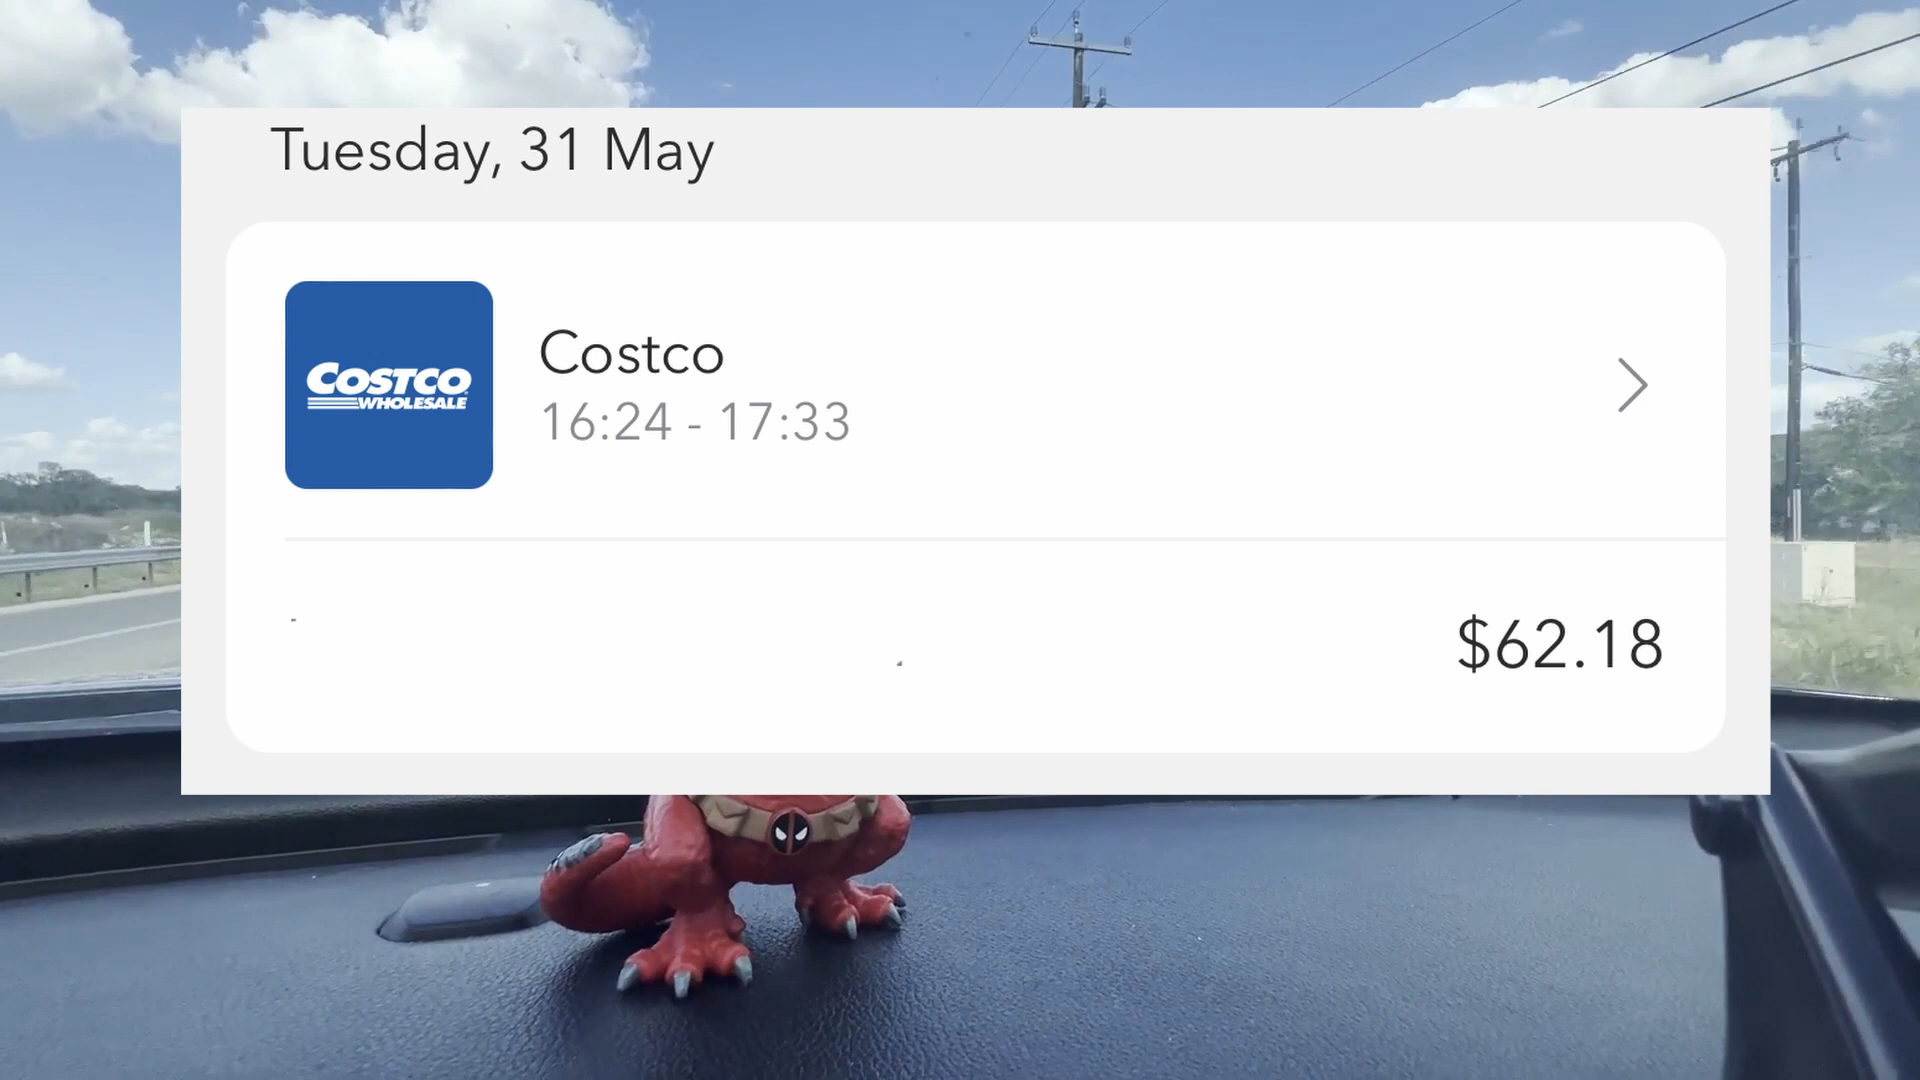 Tuesday, 31 May
COSTCO
WHOLESALE
Costco
16:24 - 17:33
$62.18